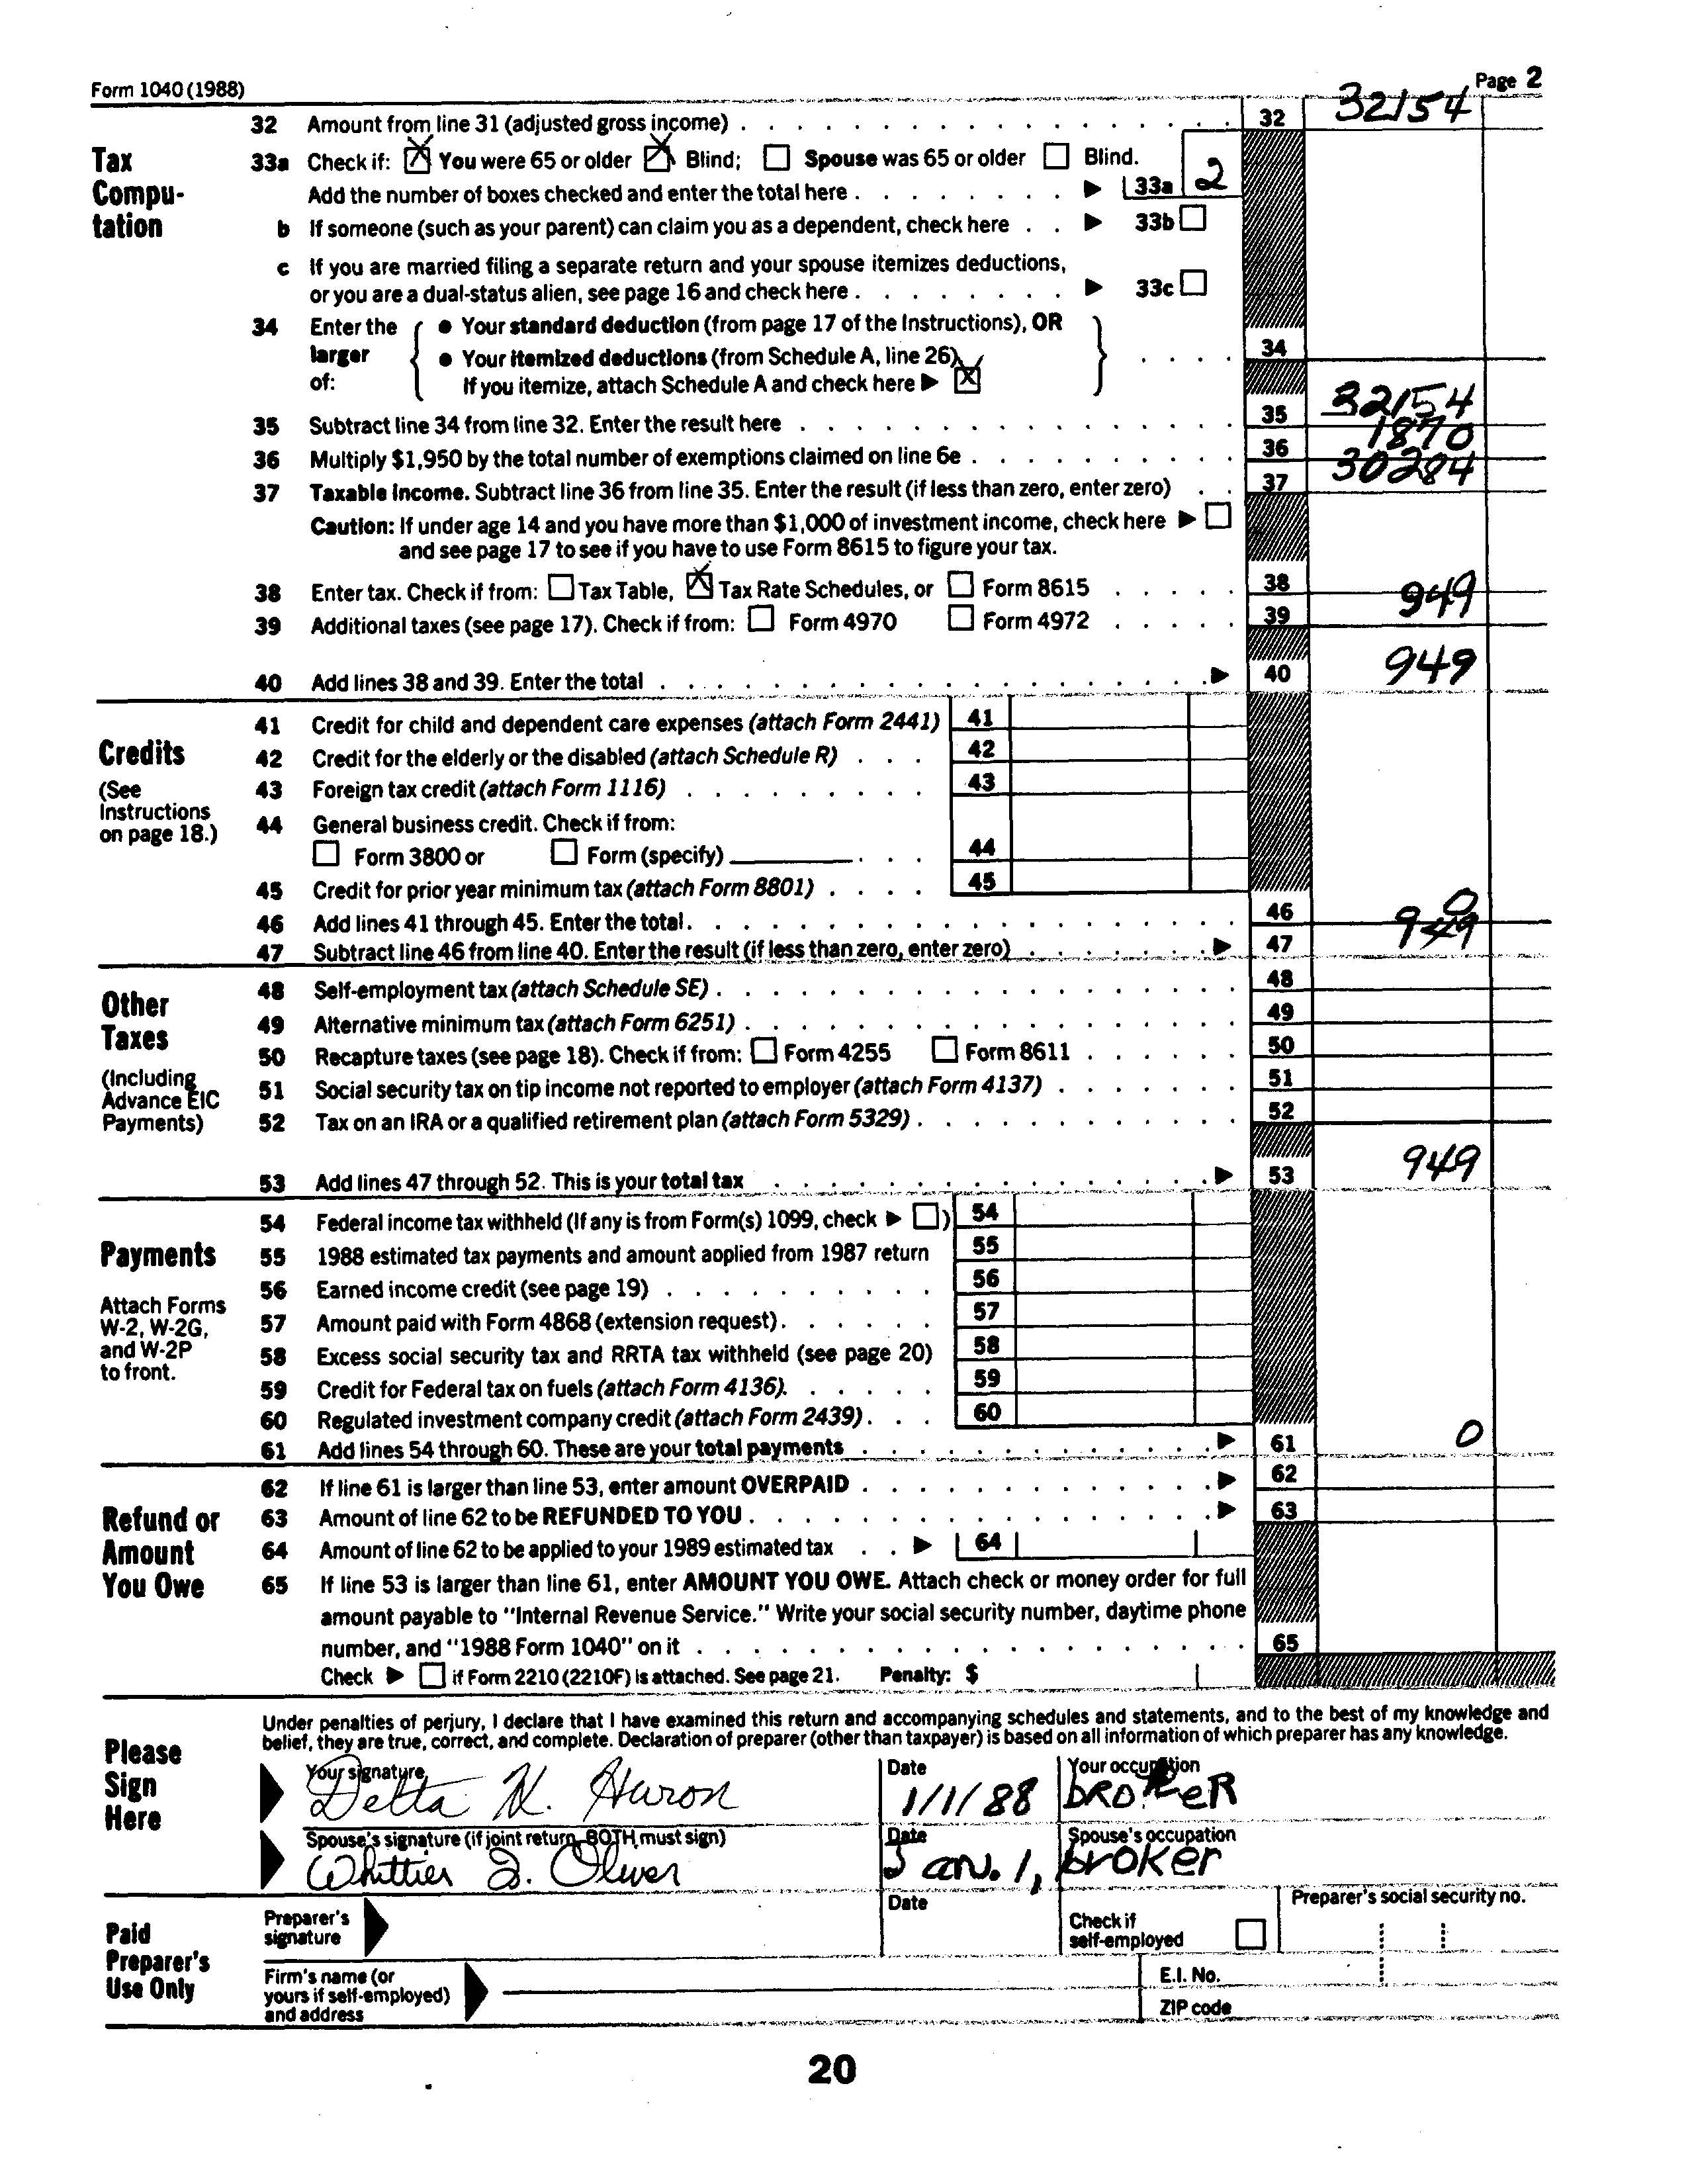 Form 1040 (1988) Page 2
32 Amount from line 31 (adjusted gross income) 32 32154
Tax Compu- tation
33a Check if: ☒ You were 65 or older ☒ Blind; ☐ Spouse was 65 or older ☐ Blind.
Add the number of boxes checked and enter the total here ▶ 33a 2
b If someone (such as your parent) can claim you as a dependent, check here ▶ 33b ☐
c If you are married filing a separate return and your spouse itemizes deductions,
or you are a dual-status alien, see page 16 and check here ▶ 33c ☐
34 Enter the larger of:
• Your standard deduction (from page 17 of the Instructions), OR
• Your itemized deductions (from Schedule A, line 26)
If you itemize, attach Schedule A and check here ▶ ☒ 34
35 Subtract line 34 from line 32. Enter the result here 35 32154
36 Multiply $1,950 by the total number of exemptions claimed on line 6e 36 1870
37 Taxable income. Subtract line 36 from line 35. Enter the result (if less than zero, enter zero) 37 30284
Caution: If under age 14 and you have more than $1,000 of investment income, check here ▶ ☐
and see page 17 to see if you have to use Form 8615 to figure your tax.
38 Enter tax. Check if from: ☐ Tax Table, ☒ Tax Rate Schedules, or ☐ Form 8615 38 949
39 Additional taxes (see page 17). Check if from: ☐ Form 4970 ☐ Form 4972 39
40 Add lines 38 and 39. Enter the total ▶ 40 949
Credits
(See Instructions on page 18.)
41 Credit for child and dependent care expenses (attach Form 2441) 41
42 Credit for the elderly or the disabled (attach Schedule R) 42
43 Foreign tax credit (attach Form 1116) 43
44 General business credit. Check if from:
☐ Form 3800 or ☐ Form (specify) 44
45 Credit for prior year minimum tax (attach Form 8801) 45
46 Add lines 41 through 45. Enter the total 46 0
47 Subtract line 46 from line 40. Enter the result (if less than zero, enter zero) ▶ 47 949
Other Taxes
(Including Advance EIC Payments)
48 Self-employment tax (attach Schedule SE) 48
49 Alternative minimum tax (attach Form 6251) 49
50 Recapture taxes (see page 18). Check if from: ☐ Form 4255 ☐ Form 8611 50
51 Social security tax on tip income not reported to employer (attach Form 4137) 51
52 Tax on an IRA or a qualified retirement plan (attach Form 5329) 52
53 Add lines 47 through 52. This is your total tax ▶ 53 949
Payments
Attach Forms W-2, W-2G, and W-2P to front.
54 Federal income tax withheld (If any is from Form(s) 1099, check ▶ ☐) 54
55 1988 estimated tax payments and amount applied from 1987 return 55
56 Earned income credit (see page 19) 56
57 Amount paid with Form 4868 (extension request) 57
58 Excess social security tax and RRTA tax withheld (see page 20) 58
59 Credit for Federal tax on fuels (attach Form 4136) 59
60 Regulated investment company credit (attach Form 2439) 60
61 Add lines 54 through 60. These are your total payments ▶ 61 0
Refund or Amount You Owe
62 If line 61 is larger than line 53, enter amount OVERPAID ▶ 62
63 Amount of line 62 to be REFUNDED TO YOU ▶ 63
64 Amount of line 62 to be applied to your 1989 estimated tax ▶ 64
65 If line 53 is larger than line 61, enter AMOUNT YOU OWE. Attach check or money order for full
amount payable to "Internal Revenue Service." Write your social security number, daytime phone
number, and "1988 Form 1040" on it 65
Check ▶ ☐ if Form 2210 (2210F) is attached. See page 21. Penalty: $
Please Sign Here
Under penalties of perjury, I declare that I have examined this return and accompanying schedules and statements, and to the best of my knowledge and
belief, they are true, correct, and complete. Declaration of preparer (other than taxpayer) is based on all information of which preparer has any knowledge.
Your signature Date Your occupation
Delta N. Huron 1/1/88 broKeR
Spouse's signature (if joint return, BOTH must sign) Date Spouse's occupation
Whittier I. Oliver Jan. 1, broker
Paid Preparer's Use Only
Preparer's signature Date Check if self-employed ☐ Preparer's social security no.
Firm's name (or yours if self-employed) and address E.I. No.
ZIP code
20